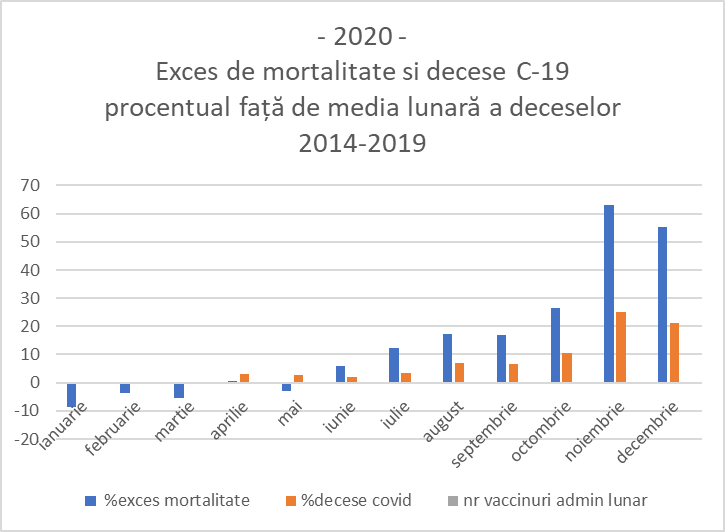 - 2020 -
Exces de mortalitate si decese C-19
procentual față de media lunară a deceselor
2014-2019
70
60
50
40
30
20
10
0
-10
-20
Ianuarie
februarie
martie
aprilie
mai
iunie
iulie
august
septembrie
octombrie
noiembrie
decembrie
%exces mortalitate
%decese covid
nr vaccinuri admin lunar